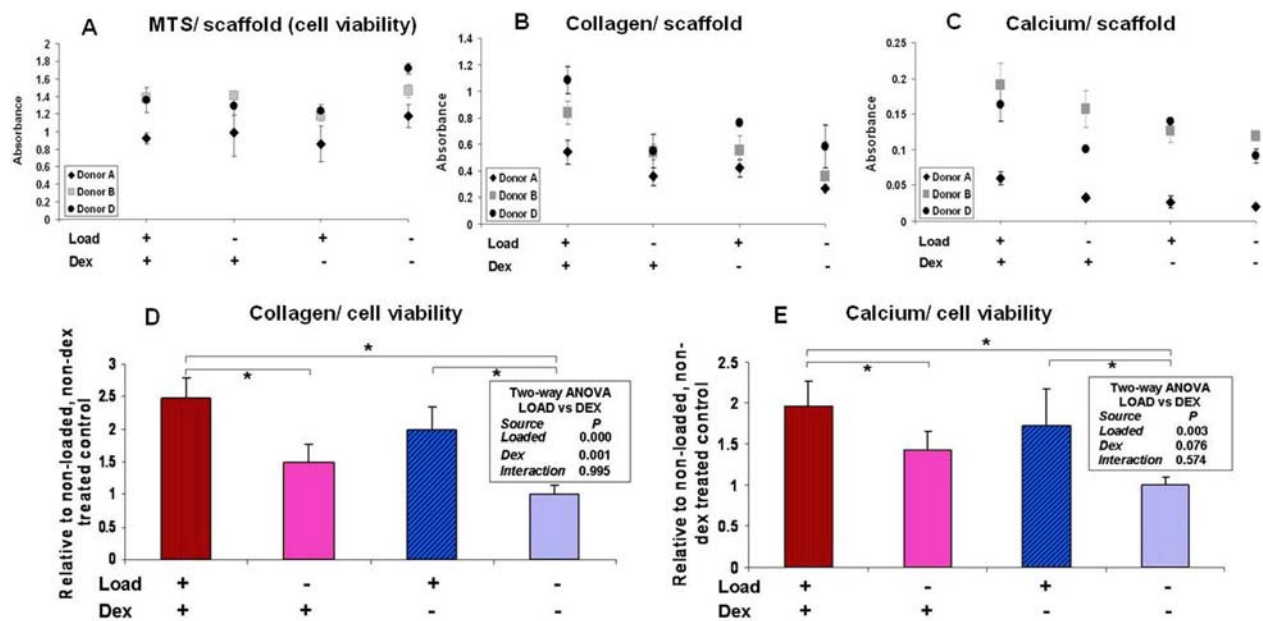 A
MTS/ scaffold (cell viability)
Absorbance
2
1.8
1.6
1.4
1.2
1
0.8
0.6
0.4
0.2
0
Donor A
Donor B
Donor D
Load + - + -
Dex + + - -
B
Collagen/ scaffold
Absorbance
1.4
1.2
1
0.8
0.6
0.4
0.2
0
Donor A
Donor B
Donor D
Load + - + -
Dex + + - -
C
Calcium/ scaffold
Absorbance
0.25
0.2
0.15
0.1
0.05
0
Donor A
Donor B
Donor D
Load + - + -
Dex + + - -
D
Collagen/ cell viability
Relative to non-loaded, non-dex
treated control
3
2.5
2
1.5
1
0.5
0
*
*
*
Two-way ANOVA
LOAD vs DEX
Source P
Loaded 0.000
Dex 0.001
Interaction 0.995
Load + - + -
Dex + + - -
E
Calcium/ cell viability
Relative to non-loaded, non-
dex treated control
2.5
2
1.5
1
0.5
0
*
*
*
Two-way ANOVA
LOAD vs DEX
Source P
Loaded 0.003
Dex 0.076
Interaction 0.574
Load + - + -
Dex + + - -